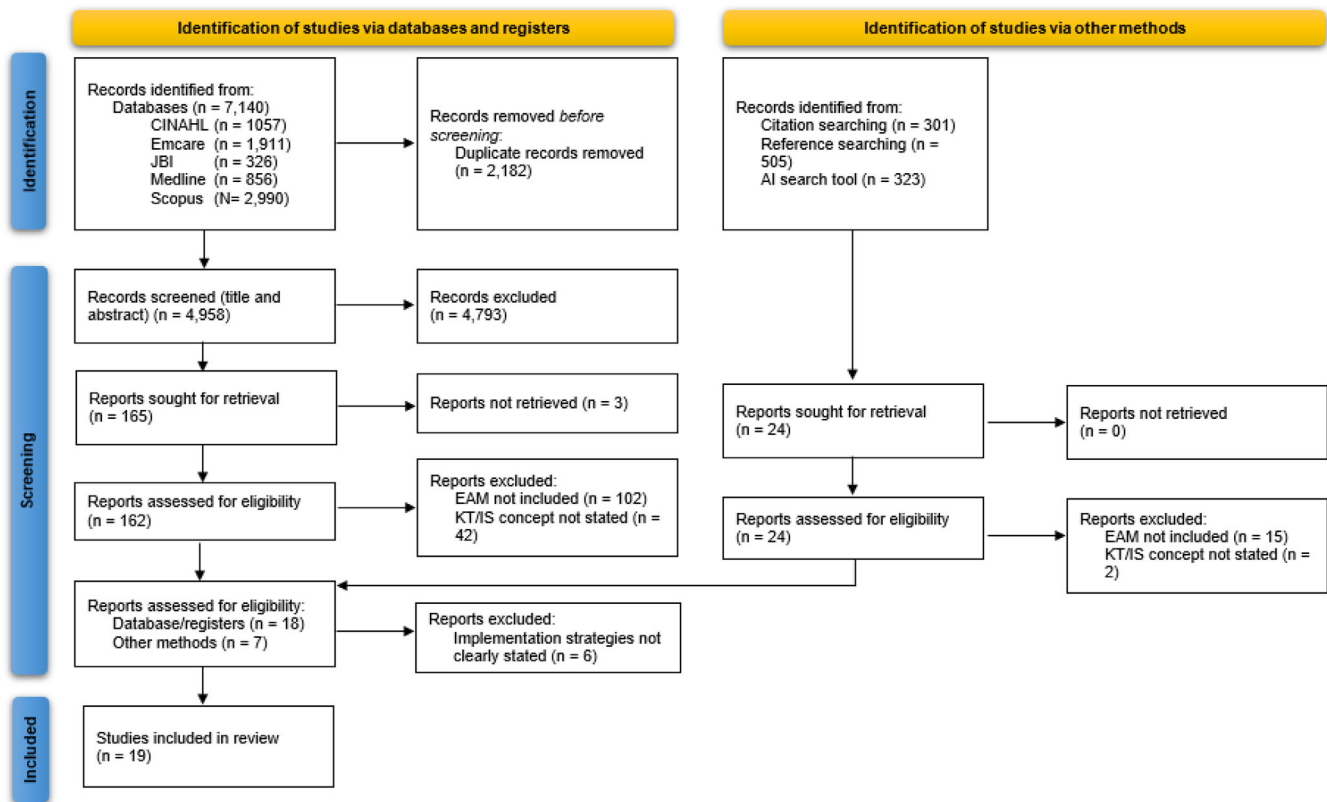 Identification of studies via databases and registers
Identification of studies via other methods
Identification
Records identified from:
Databases (n = 7,140)
CINAHL (n = 1057)
Emcare (n = 1,911)
JBI (n = 326)
Medline (n = 856)
Scopus (N= 2,990)
Records removed before
screening:
Duplicate records removed
(n = 2,182)
Records identified from:
Citation searching (n = 301)
Reference searching (n =
505)
AI search tool (n = 323)
Screening
Records screened (title and
abstract) (n = 4,958)
Records excluded
(n = 4,793)
Reports sought for retrieval
(n = 165)
Reports not retrieved (n = 3)
Reports sought for retrieval
(n = 24)
Reports not retrieved
(n = 0)
Reports assessed for eligibility
(n = 162)
Reports excluded:
EAM not included (n = 102)
KT/IS concept not stated (n =
42)
Reports assessed for eligibility
(n = 24)
Reports excluded:
EAM not included (n = 15)
KT/IS concept not stated (n =
2)
Reports assessed for eligibility:
Database/registers (n = 18)
Other methods (n = 7)
Reports excluded:
Implementation strategies not
clearly stated (n = 6)
Included
Studies included in review
(n = 19)